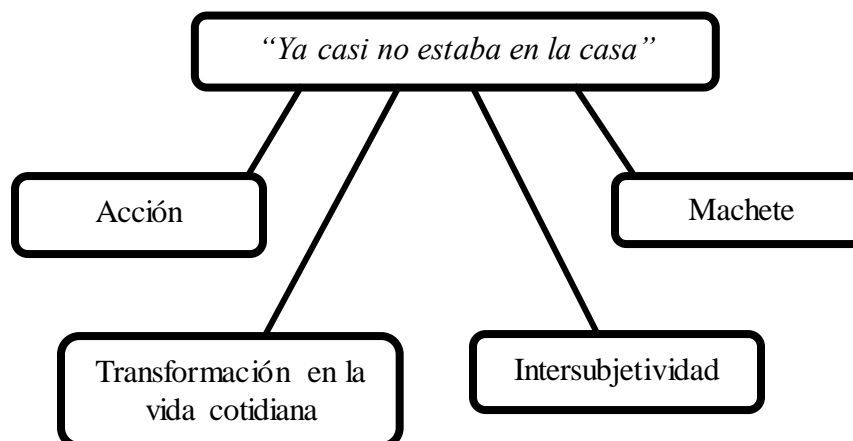 “Ya casi no estaba en la casa”
Acción
Machete
Transformación en la
vida cotidiana
Intersubjetividad